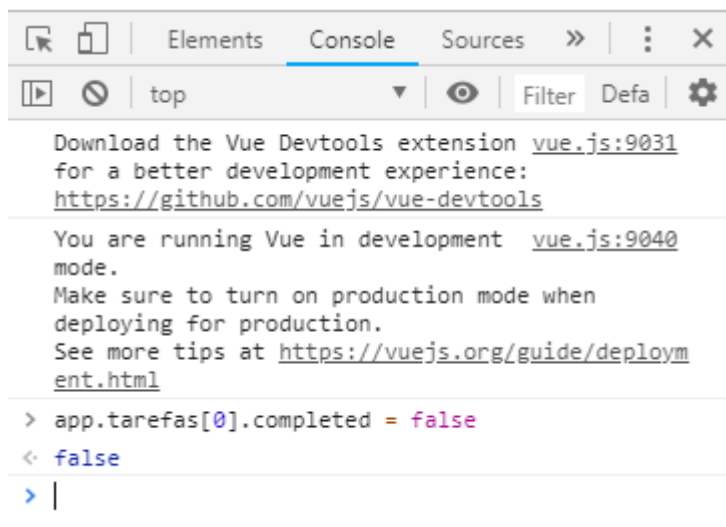 Elements Console Sources »
top Filter Defa
Download the Vue Devtools extension vue.js:9031
for a better development experience:
https://github.com/vuejs/vue-devtools
You are running Vue in development vue.js:9040
mode.
Make sure to turn on production mode when
deploying for production.
See more tips at https://vuejs.org/guide/deploym
ent.html
> app.tarefas[0].completed = false
false
>